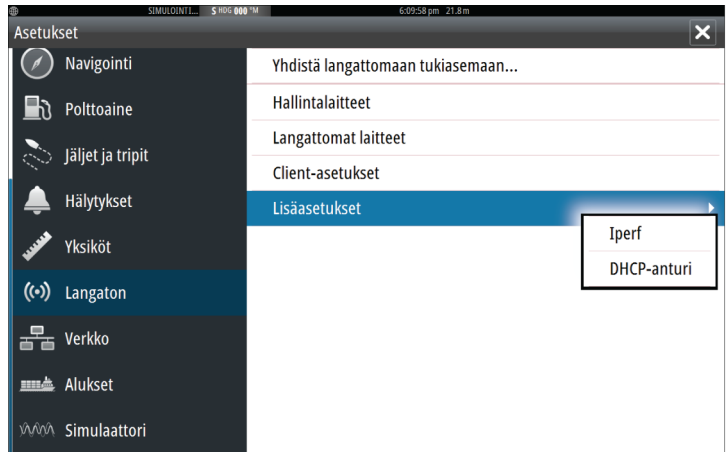 SIMULOINTI... S HDG 000 °M 6:09:58 pm 21.8 m
Asetukset
Navigointi
Polttoaine
Jäljet ja tripit
Hälytykset
Yksiköt
Langaton
Verkko
Alukset
Simulaattori
Yhdistä langattomaan tukiasemaan...
Hallintalaitteet
Langattomat laitteet
Client-asetukset
Lisäasetukset
Iperf
DHCP-anturi